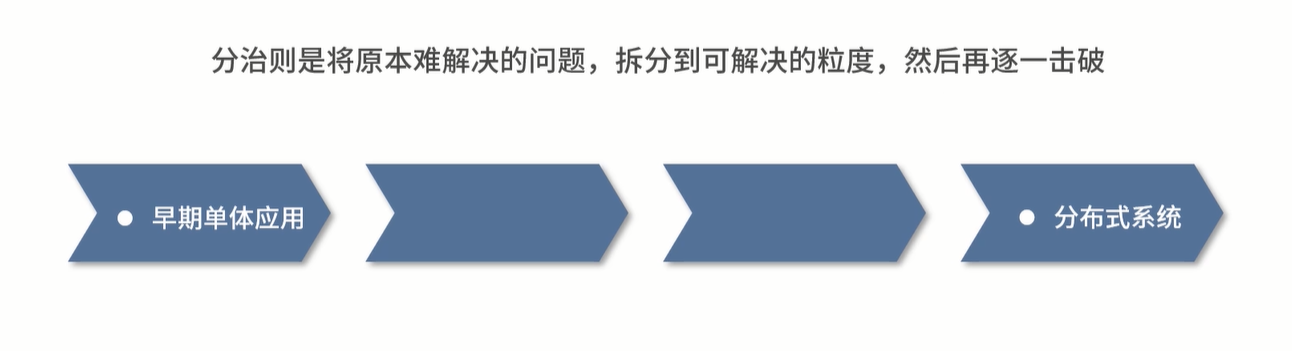 分治则是将原本难解决的问题，拆分到可解决的粒度，然后再逐一击破
早期单体应用
分布式系统